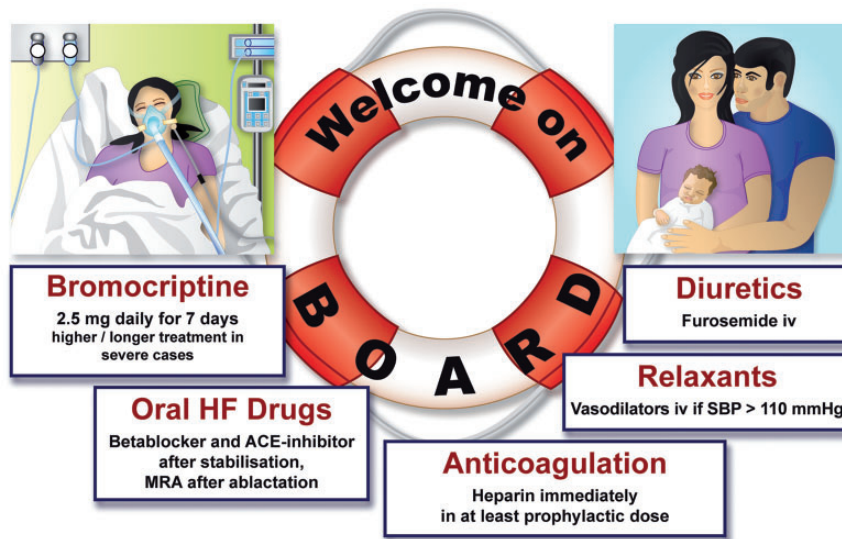 Welcome on
BOARD
Bromocriptine
2.5 mg daily for 7 days
higher / longer treatment in
severe cases
Oral HF Drugs
Betablocker and ACE-inhibitor
after stabilisation,
MRA after ablactation
Anticoagulation
Heparin immediately
in at least prophylactic dose
Relaxants
Vasodilators iv if SBP > 110 mmHg
Diuretics
Furosemide iv